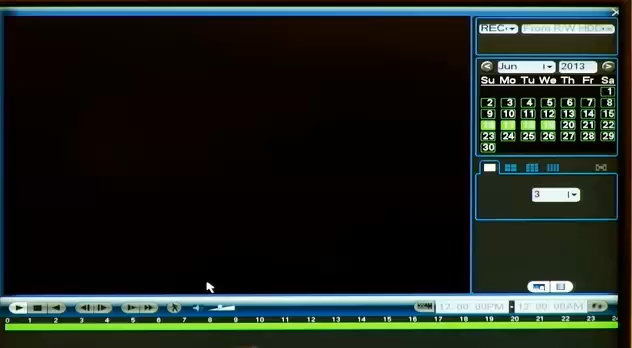 REC
From R/W HDD
Jun 2013
Su Mo Tu We Th Fr Sa
1
2 3 4 5 6 7 8
9 10 11 12 13 14 15
20 21 22
23 24 25 26 27 28 29
30
3
12:00:00PM - 12:00:00AM
0 1 2 3 4 5 6 7 8 9 10 11 12 13 14 15 16 17 18 19 20 21 22 23 24